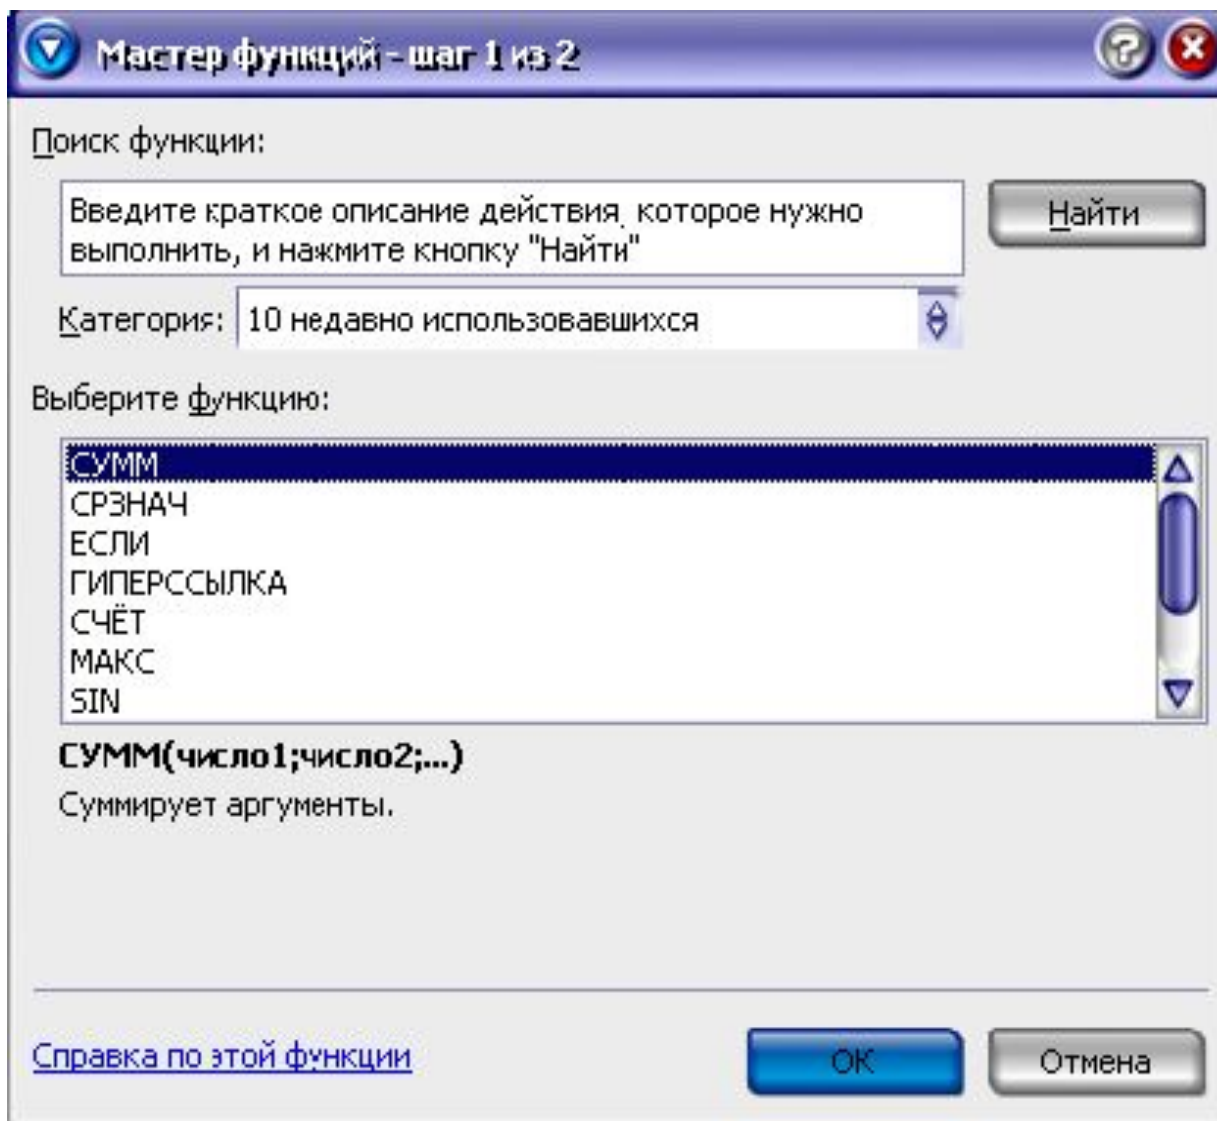 Мастер функций - шаг 1 из 2
Поиск функции:
Введите краткое описание действия, которое нужно
выполнить, и нажмите кнопку "Найти"
Найти
Категория: 10 недавно использовавшихся
Выберите функцию:
СУММ
СРЗНАЧ
ЕСЛИ
ГИПЕРССЫЛКА
СЧЁТ
МАКС
SIN
СУММ(число1;число2;...)
Суммирует аргументы.
Справка по этой функции
ОК
Отмена